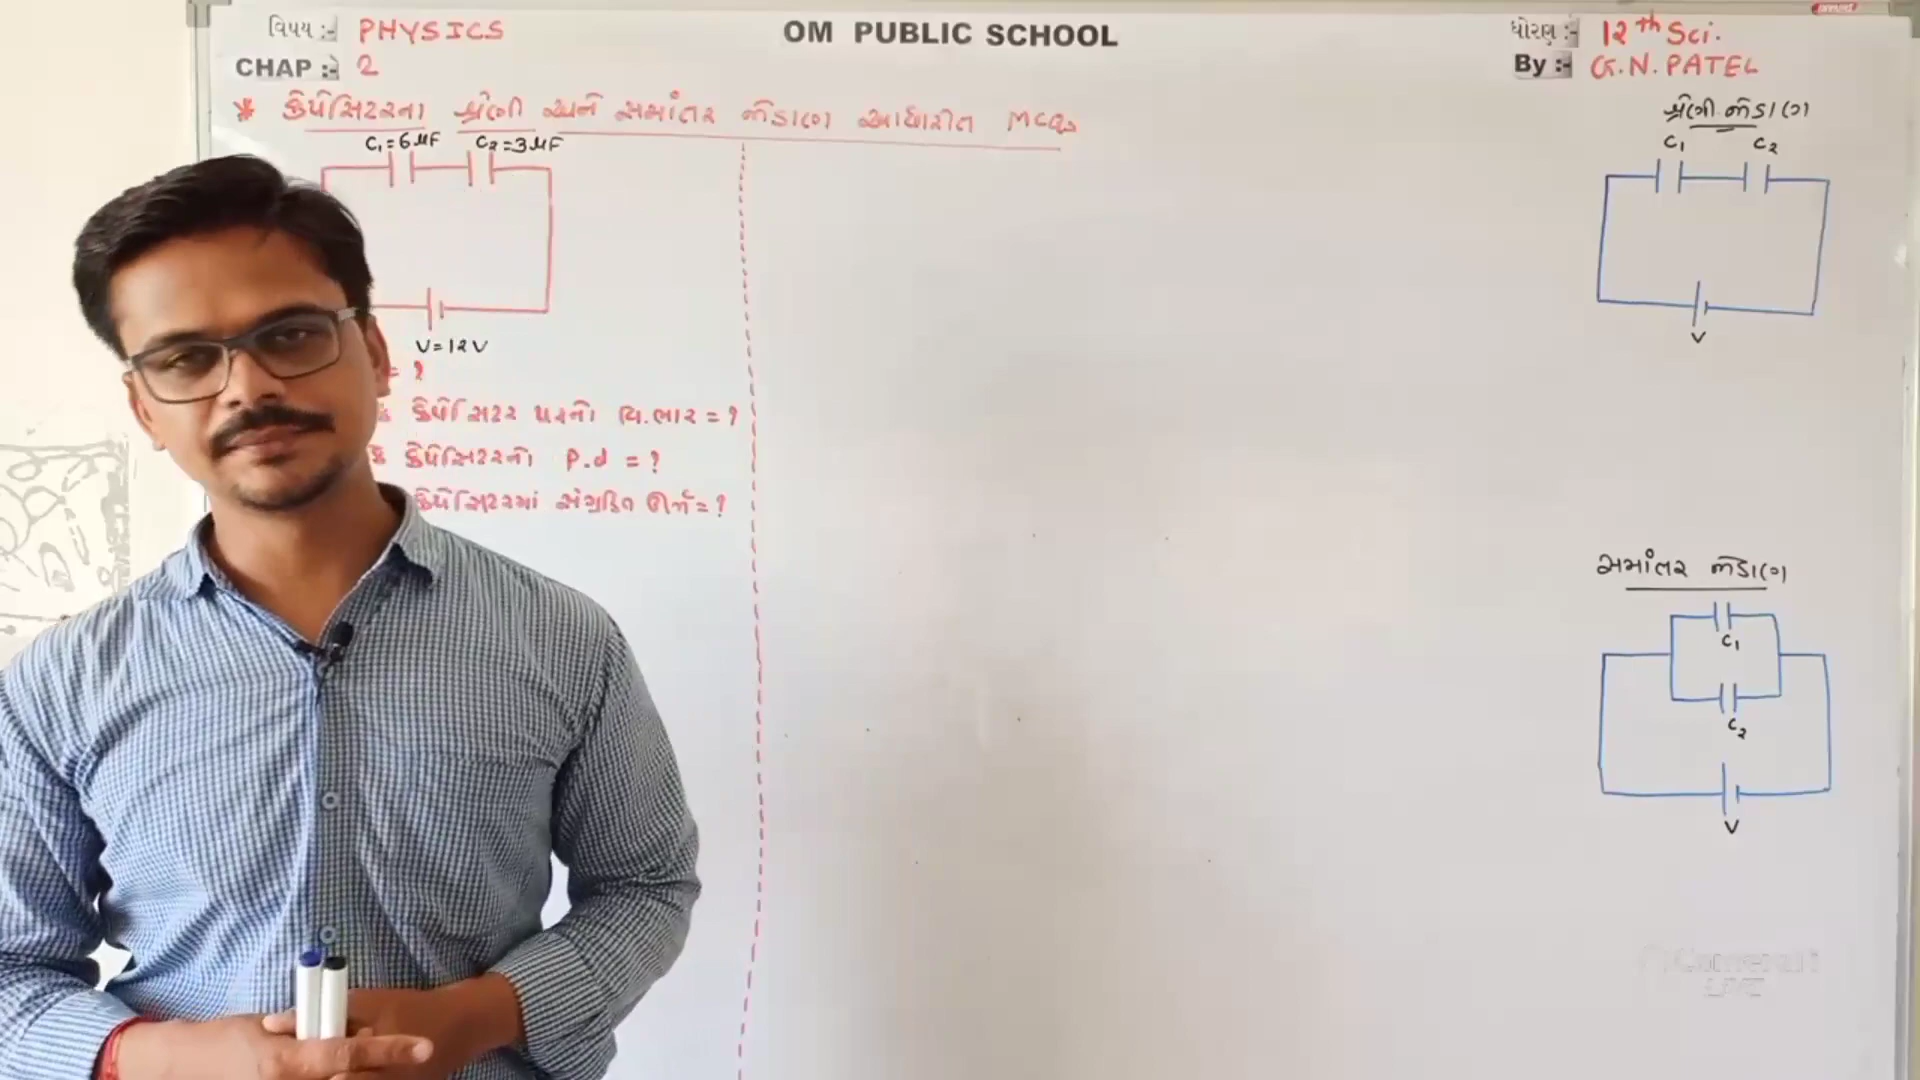 વિષય :- PHYSICS
OM PUBLIC SCHOOL
ધોરણ :- 12th Sci.
CHAP :- 2
By :- G.N. PATEL
* કેપેસિટરના શ્રેણી અને સમાંતર જોડાણ આધારીત MCQs
C₁=6μF C₂=3μF
V=12V
= ?
કેપેસિટર પરનો વિ.ભાર = ?
કેપેસિટરનો P.d = ?
કેપેસિટરમાં સંગ્રહિત ઊર્જા = ?
શ્રેણી જોડાણ
C₁ C₂
V
સમાંતર જોડાણ
C₁
C₂
V